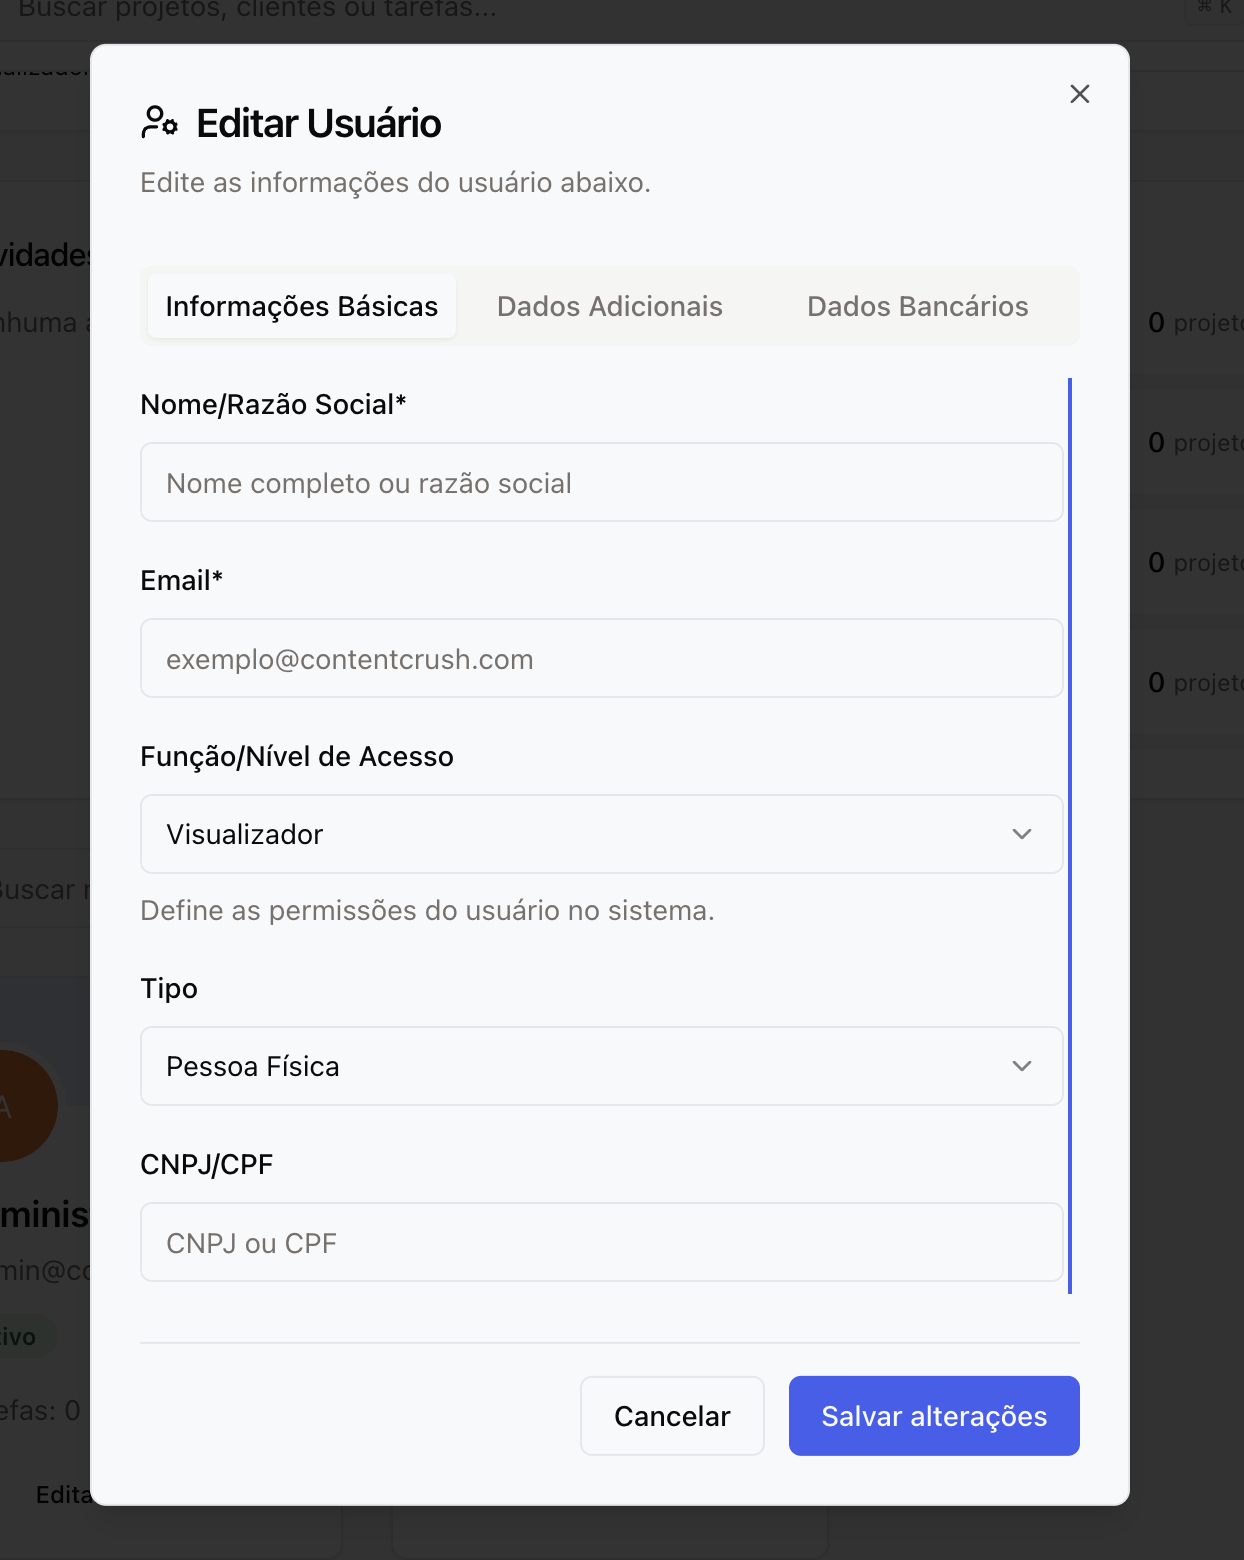 Buscar projetos, clientes ou tarefas...
⌘ K
Editar Usuário
Edite as informações do usuário abaixo.
Informações Básicas
Dados Adicionais
Dados Bancários
0 projeto
0 projeto
0 projeto
0 projeto
vidades
nhuma a
Nome/Razão Social*
Nome completo ou razão social
Email*
exemplo@contentcrush.com
Função/Nível de Acesso
Visualizador
Define as permissões do usuário no sistema.
Buscar
Tipo
Pessoa Física
A
CNPJ/CPF
CNPJ ou CPF
minis
min@co
tivo
efas: 0
Cancelar
Salvar alterações
Edita